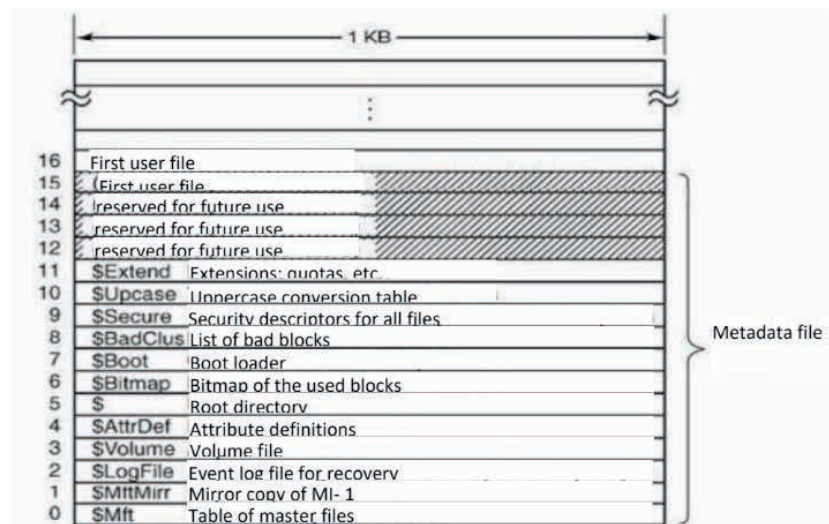 1 KB
16 First user file
15 (First user file
14 reserved for future use
13 reserved for future use
12 reserved for future use
11 $Extend Extensions: quotas, etc.
10 $Upcase Uppercase conversion table
9 $Secure Security descriptors for all files
8 $BadClus List of bad blocks
7 $Boot Boot loader
6 $Bitmap Bitmap of the used blocks
5 $ Root directory
4 $AttrDef Attribute definitions
3 $Volume Volume file
2 $LogFile Event log file for recovery
1 $MftMirr Mirror copy of MI- 1
0 $Mft Table of master files
Metadata file